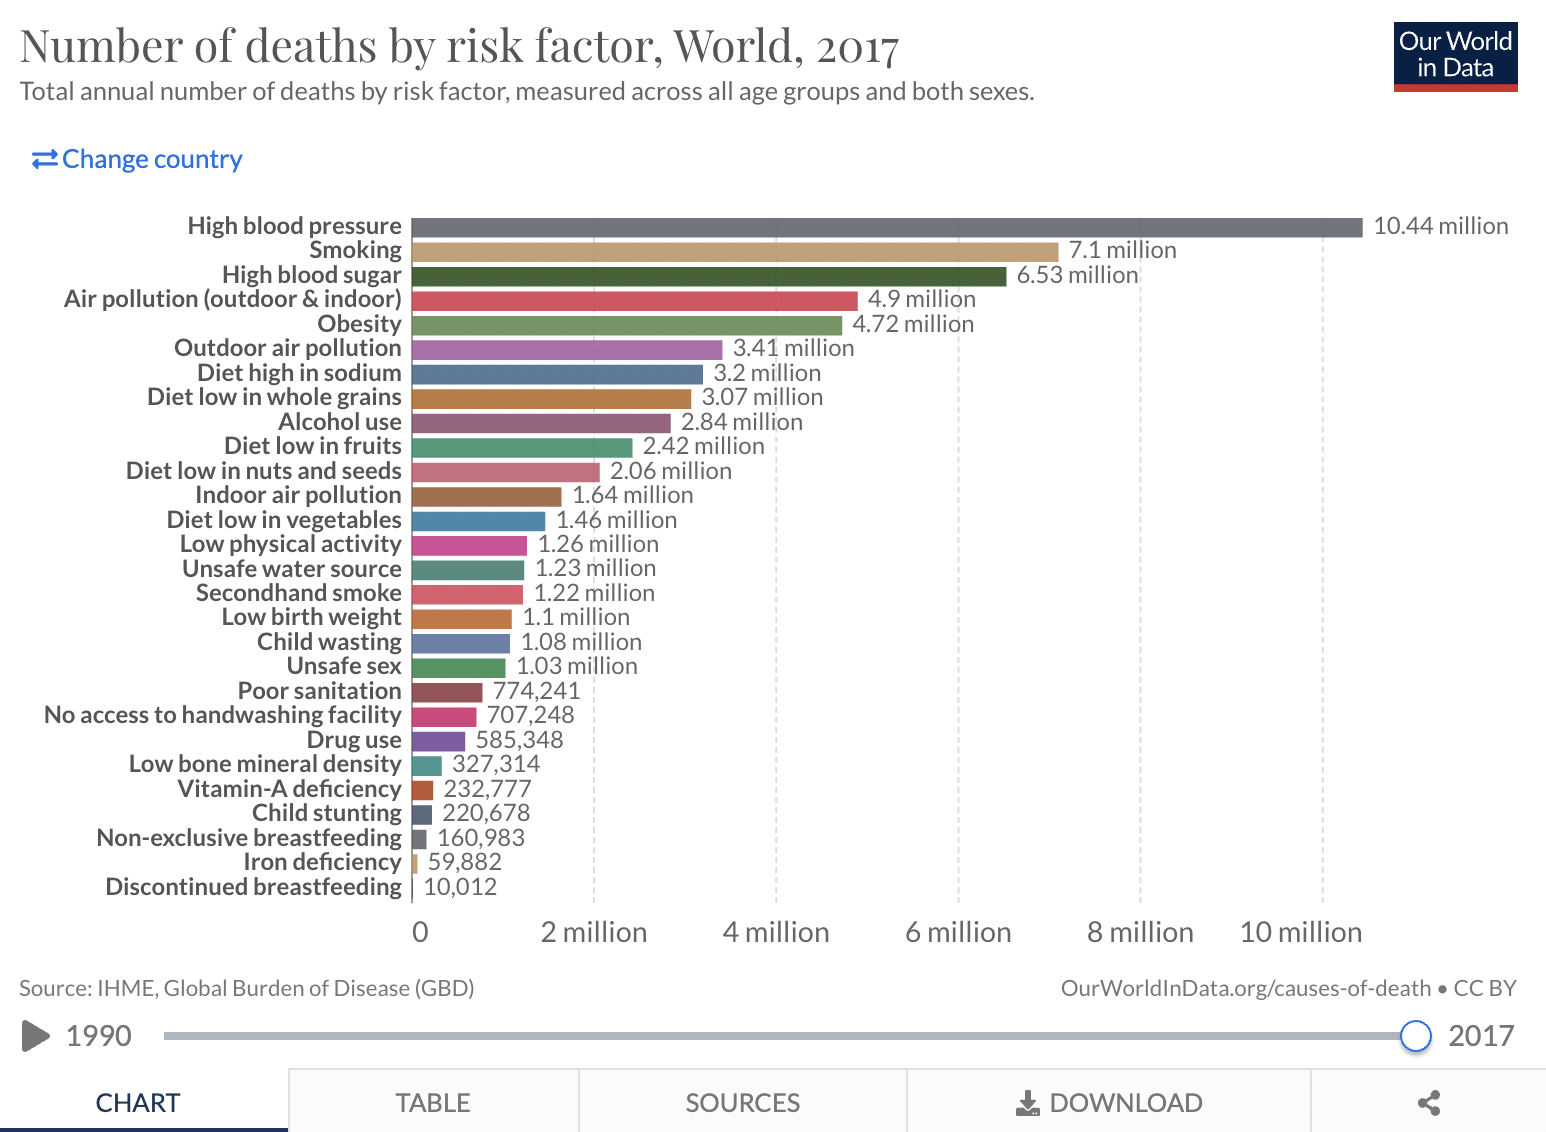 Number of deaths by risk factor, World, 2017
Total annual number of deaths by risk factor, measured across all age groups and both sexes.
Our World
in Data
Change country
High blood pressure 10.44 million
Smoking 7.1 million
High blood sugar 6.53 million
Air pollution (outdoor & indoor) 4.9 million
Obesity 4.72 million
Outdoor air pollution 3.41 million
Diet high in sodium 3.2 million
Diet low in whole grains 3.07 million
Alcohol use 2.84 million
Diet low in fruits 2.42 million
Diet low in nuts and seeds 2.06 million
Indoor air pollution 1.64 million
Diet low in vegetables 1.46 million
Low physical activity 1.26 million
Unsafe water source 1.23 million
Secondhand smoke 1.22 million
Low birth weight 1.1 million
Child wasting 1.08 million
Unsafe sex 1.03 million
Poor sanitation 774,241
No access to handwashing facility 707,248
Drug use 585,348
Low bone mineral density 327,314
Vitamin-A deficiency 232,777
Child stunting 220,678
Non-exclusive breastfeeding 160,983
Iron deficiency 59,882
Discontinued breastfeeding 10,012
0 2 million 4 million 6 million 8 million 10 million
Source: IHME, Global Burden of Disease (GBD) OurWorldInData.org/causes-of-death • CC BY
1990 2017
CHART TABLE SOURCES DOWNLOAD